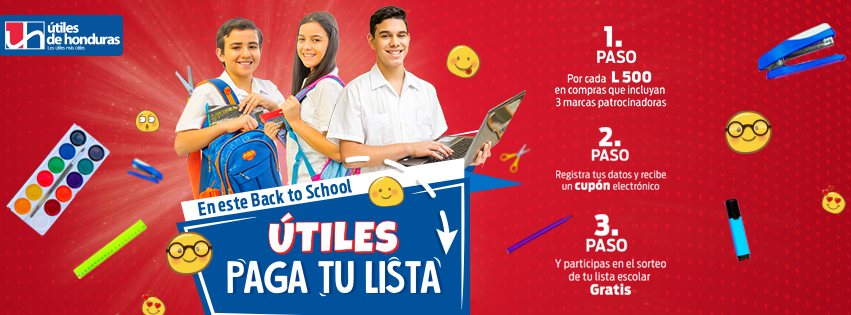 útiles
de honduras
Los útiles más útiles
En este Back to School
ÚTILES
PAGA TU LISTA
1.
PASO
Por cada L 500
en compras que incluyan
3 marcas patrocinadoras
2.
PASO
Registra tus datos y recibe
un cupón electrónico
3.
PASO
Y participas en el sorteo
de tu lista escolar
Gratis